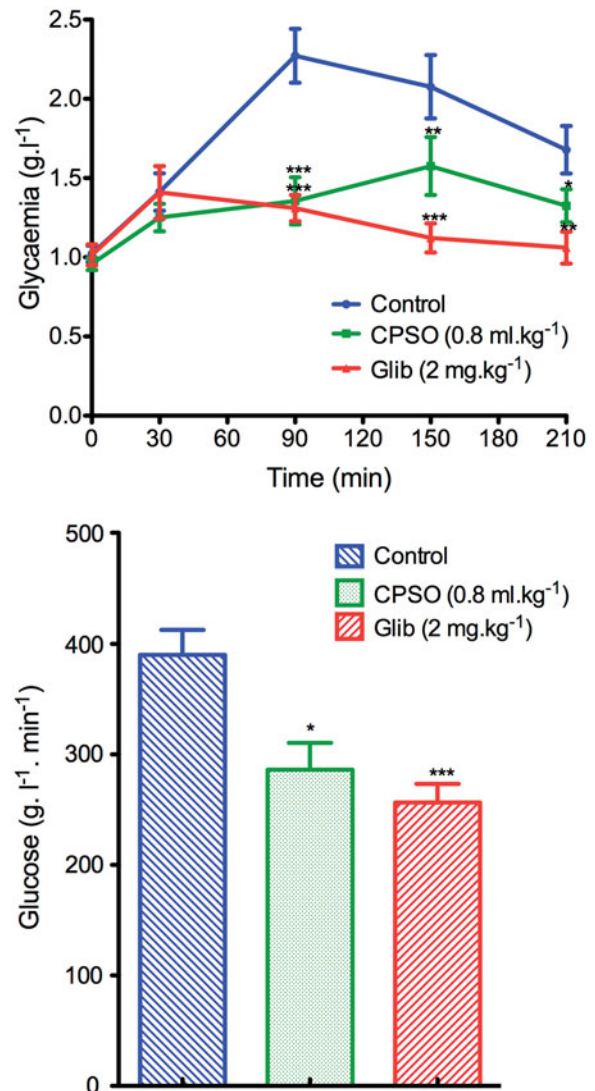 2.5
2.0
1.5
1.0
0.5
0.0
Glycaemia (g.l⁻¹)
***
***
**
***
*
**
Control
CPSO (0.8 ml.kg⁻¹)
Glib (2 mg.kg⁻¹)
0 30 60 90 120 150 180 210
Time (min)
500
400
300
200
100
0
Glucose (g. l⁻¹. min⁻¹)
Control
CPSO (0.8 ml.kg⁻¹)
Glib (2 mg.kg⁻¹)
*
***